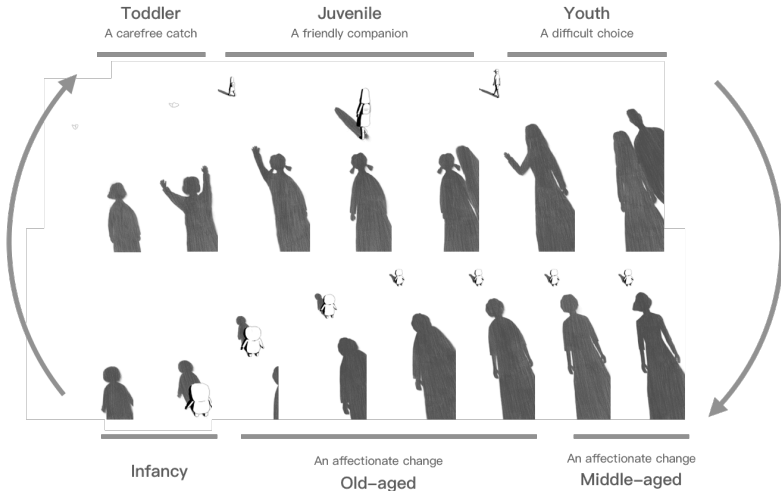 Toddler
A carefree catch
Juvenile
A friendly companion
Youth
A difficult choice
Infancy
An affectionate change
Old-aged
An affectionate change
Middle-aged